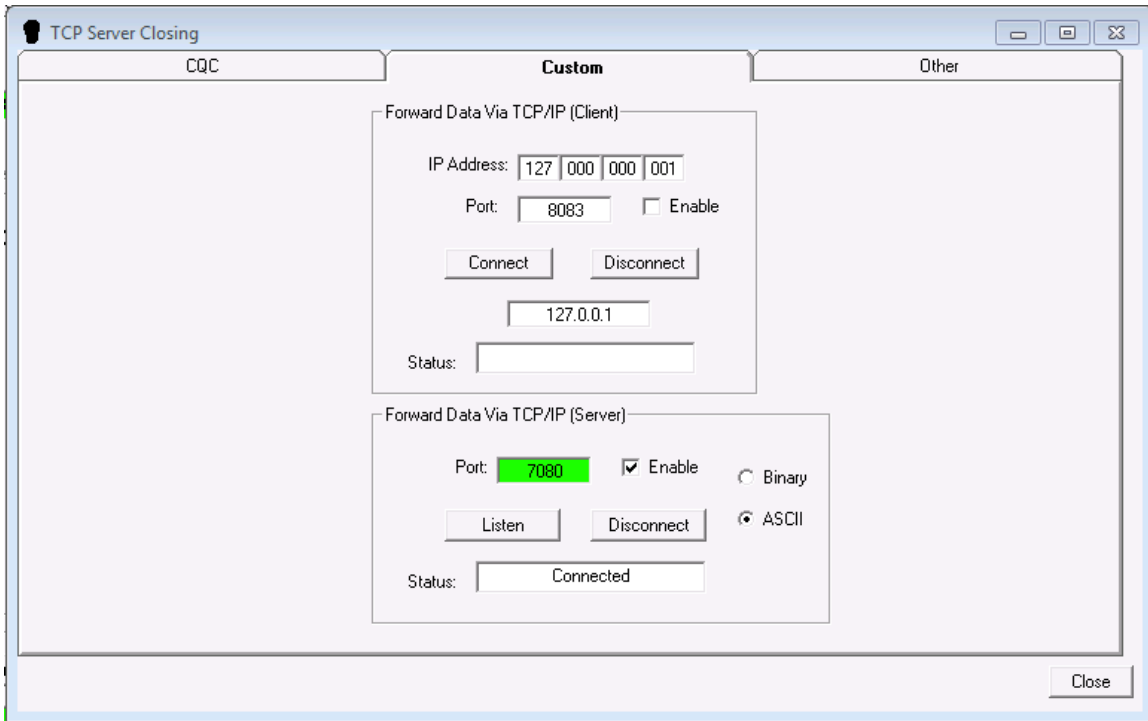 TCP Server Closing
CQC Custom Other
Forward Data Via TCP/IP (Client)
IP Address: 127 000 000 001
Port: 8083 Enable
Connect Disconnect
127.0.0.1
Status:
Forward Data Via TCP/IP (Server)
Port: 7080 Enable
Binary
Listen Disconnect ASCII
Status: Connected
Close